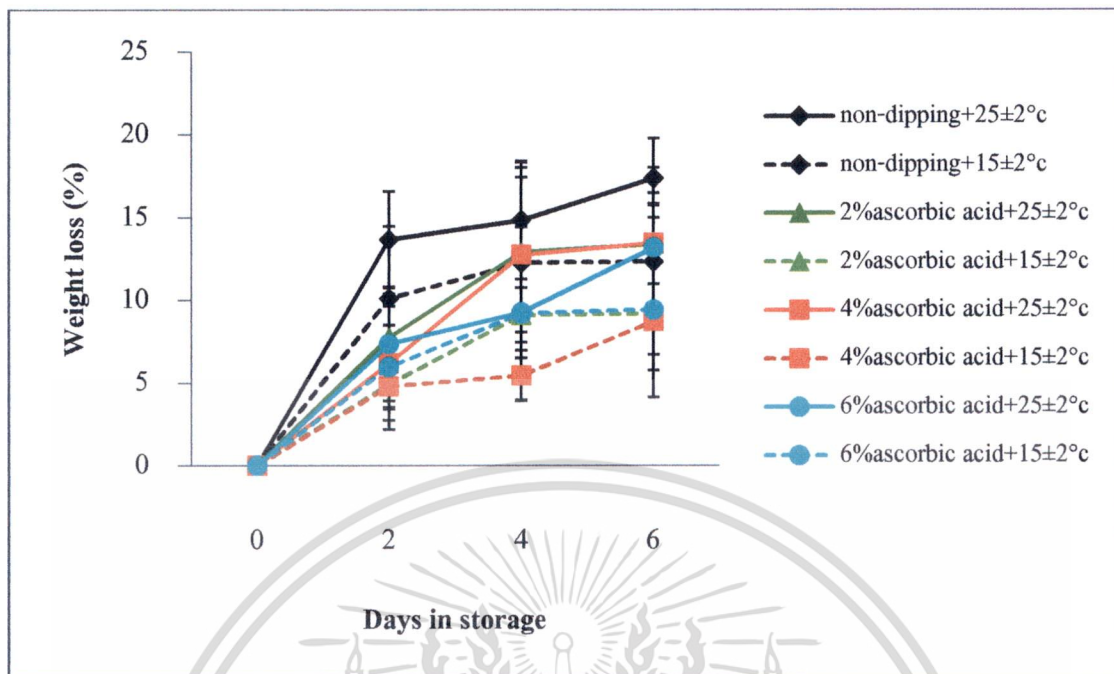 25
20
15
10
5
0
Weight loss (%)
0 2 4 6
Days in storage
non-dipping+25±2°c
non-dipping+15±2°c
2%ascorbic acid+25±2°c
2%ascorbic acid+15±2°c
4%ascorbic acid+25±2°c
4%ascorbic acid+15±2°c
6%ascorbic acid+25±2°c
6%ascorbic acid+15±2°c